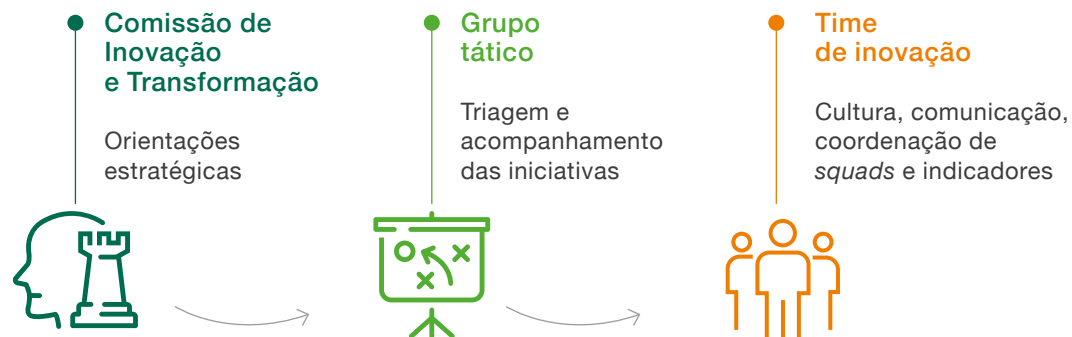 Comissão de
Inovação
e Transformação
Orientações
estratégicas
Grupo
tático
Triagem e
acompanhamento
das iniciativas
Time
de inovação
Cultura, comunicação,
coordenação de
squads e indicadores